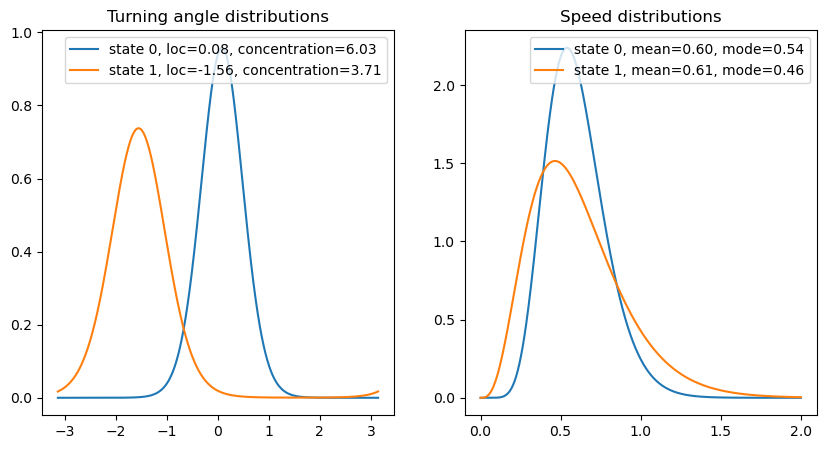 Turning angle distributions
state 0, loc=0.08, concentration=6.03
state 1, loc=-1.56, concentration=3.71
1.0
0.8
0.6
0.4
0.2
0.0
−3 −2 −1 0 1 2 3
Speed distributions
state 0, mean=0.60, mode=0.54
state 1, mean=0.61, mode=0.46
2.0
1.5
1.0
0.5
0.0
0.0 0.5 1.0 1.5 2.0